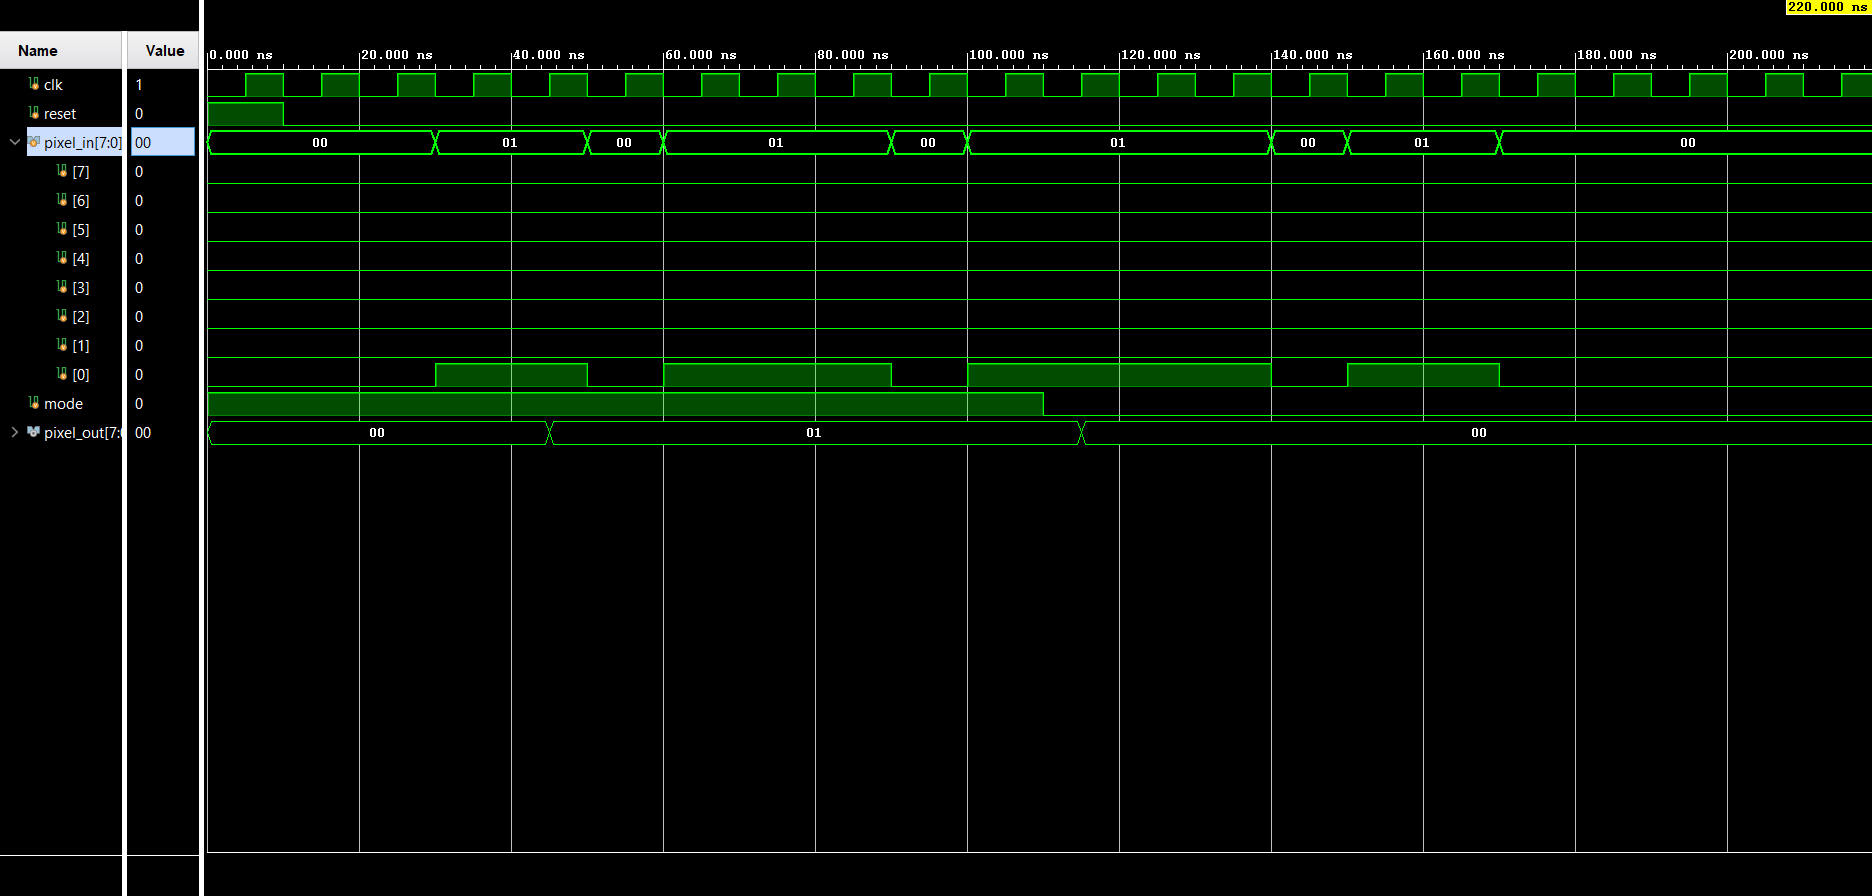 220.000 ns
Name Value
0.000 ns 20.000 ns 40.000 ns 60.000 ns 80.000 ns 100.000 ns 120.000 ns 140.000 ns 160.000 ns 180.000 ns 200.000 ns
clk 1
reset 0
pixel_in[7:0] 00 00 01 00 01 00 01 00 01 00
[7] 0
[6] 0
[5] 0
[4] 0
[3] 0
[2] 0
[1] 0
[0] 0
mode 0
pixel_out[7:0 00 00 01 00